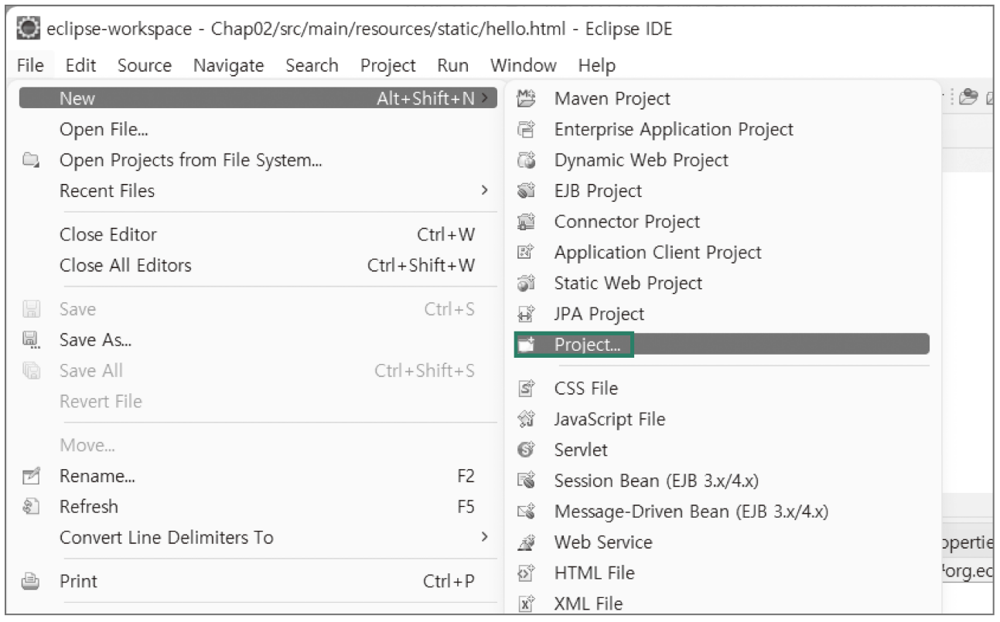 eclipse-workspace - Chap02/src/main/resources/static/hello.html - Eclipse IDE
File Edit Source Navigate Search Project Run Window Help
New Alt+Shift+N
Open File...
Open Projects from File System...
Recent Files
Close Editor Ctrl+W
Close All Editors Ctrl+Shift+W
Save Ctrl+S
Save As...
Save All Ctrl+Shift+S
Revert File
Move...
Rename... F2
Refresh F5
Convert Line Delimiters To
Print Ctrl+P
Maven Project
Enterprise Application Project
Dynamic Web Project
EJB Project
Connector Project
Application Client Project
Static Web Project
JPA Project
Project...
CSS File
JavaScript File
Servlet
Session Bean (EJB 3.x/4.x)
Message-Driven Bean (EJB 3.x/4.x)
Web Service
HTML File
XML File